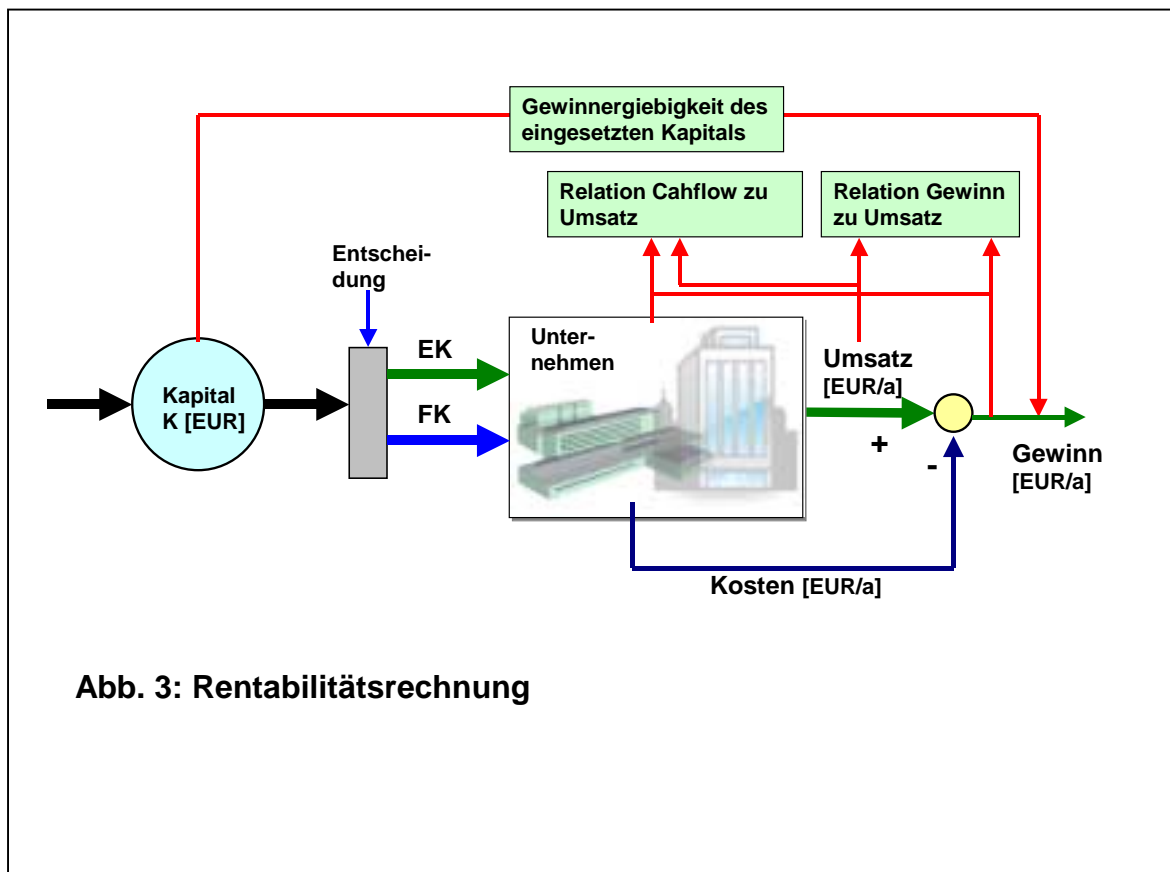 Gewinnergiebigkeit des
eingesetzten Kapitals
Relation Cahflow zu
Umsatz
Relation Gewinn
zu Umsatz
Entschei-
dung
Kapital
K [EUR]
EK
FK
Unter-
nehmen
Umsatz
[EUR/a]
+
-
Gewinn
[EUR/a]
Kosten [EUR/a]
Abb. 3: Rentabilitätsrechnung